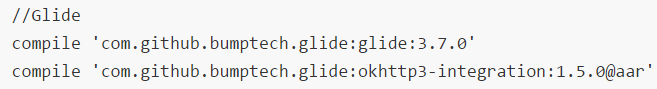 //Glide
compile 'com.github.bumptech.glide:glide:3.7.0'
compile 'com.github.bumptech.glide:okhttp3-integration:1.5.0@aar'